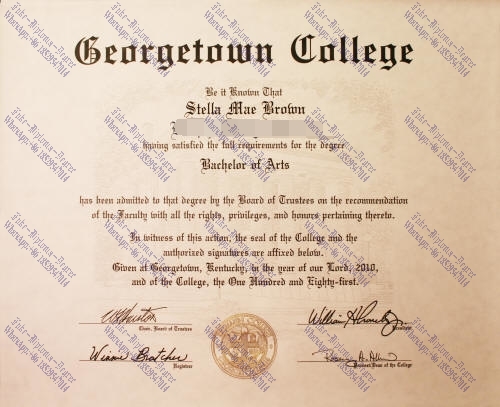 Georgetown College
Be it Known That
Stella Mae Brown
having satisfied the full requirements for the degree
Bachelor of Arts
has been admitted to that degree by the Board of Trustees on the recommendation
of the Faculty with all the rights, privileges, and honors pertaining thereto.
In witness of this action, the seal of the College and the
authorized signatures are affixed below.
Given at Georgetown, Kentucky, in the year of our Lord, 2010,
and of the College, the One Hundred and Eighty-first.
Chair, Board of Trustees
President
Registrar
Provost/Dean of the College
Fake-Diploma-Degree